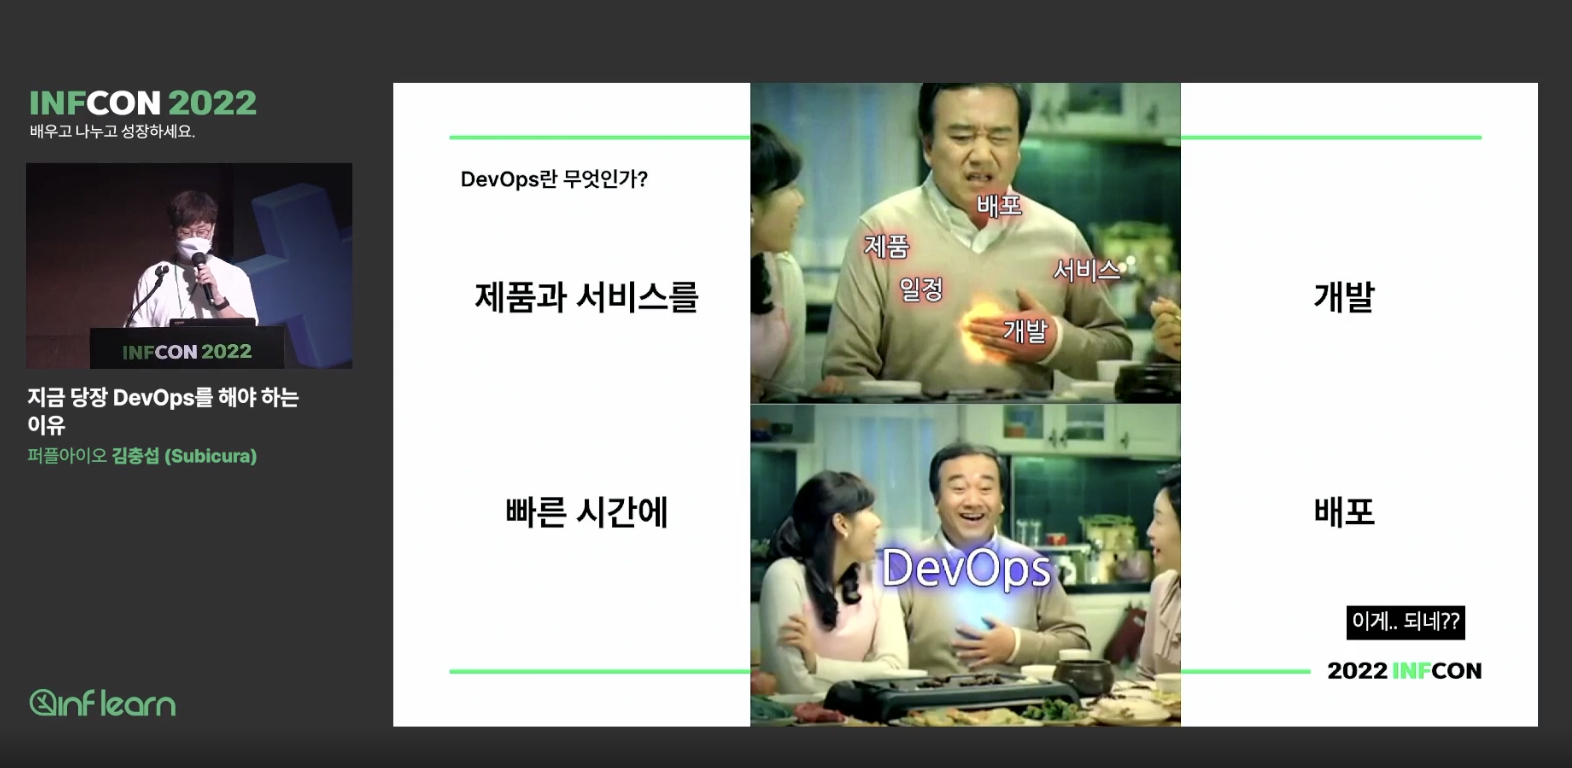 INFCON 2022
배우고 나누고 성장하세요.
INFCON 2022
지금 당장 DevOps를 해야 하는
이유
퍼플아이오 김충섭 (Subicura)
inflearn
DevOps란 무엇인가?
제품과 서비스를
빠른 시간에
배포
제품
서비스
일정
개발
DevOps
개발
배포
이게.. 되네??
2022 INFCON